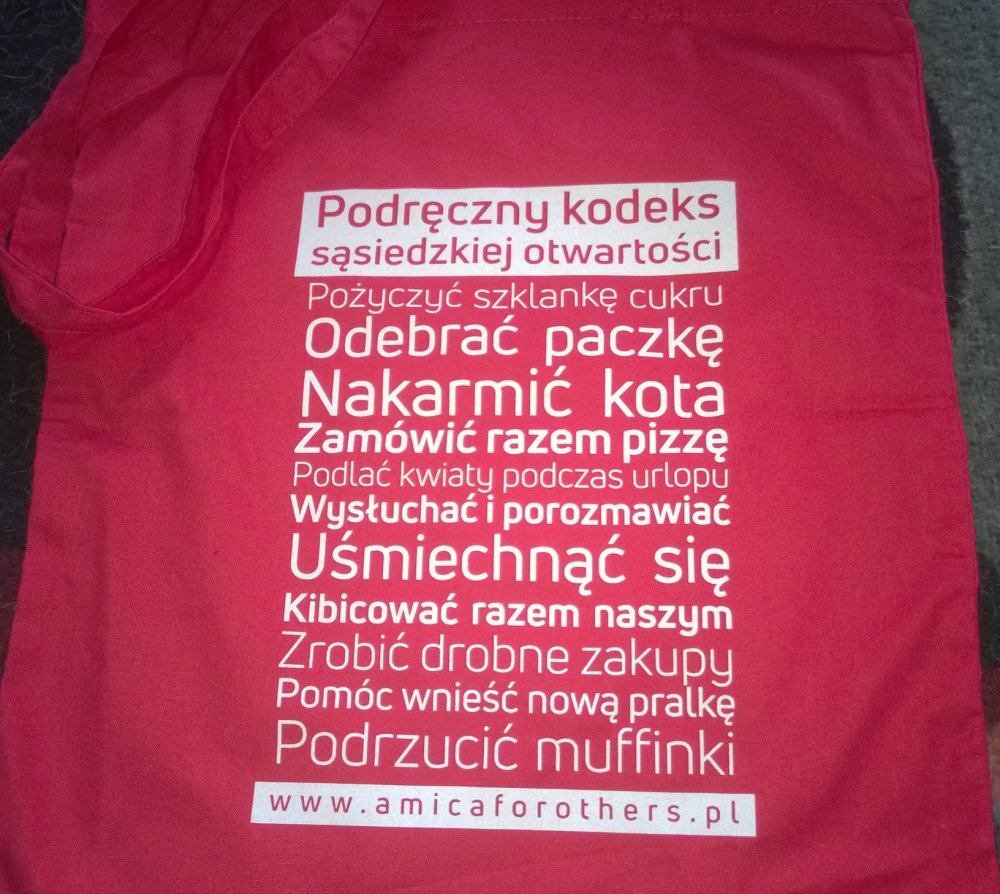 Podręczny kodeks
sąsiedzkiej otwartości
Pożyczyć szklankę cukru
Odebrać paczkę
Nakarmić kota
Zamówić razem pizzę
Podlać kwiaty podczas urlopu
Wysłuchać i porozmawiać
Uśmiechnąć się
Kibicować razem naszym
Zrobić drobne zakupy
Pomóc wnieść nową pralkę
Podrzucić muffinki
www.amicaforothers.pl